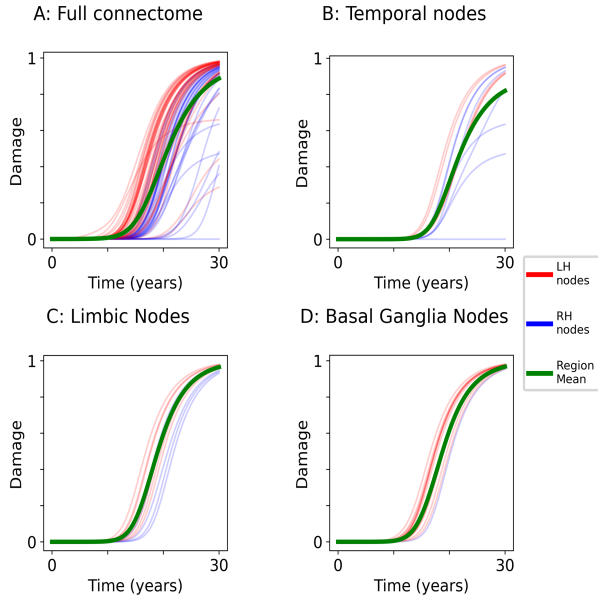 A: Full connectome
B: Temporal nodes
1
Damage
0
0
30
Time (years)
1
Damage
0
0
30
Time (years)
LH
nodes
RH
nodes
Region
Mean
C: Limbic Nodes
D: Basal Ganglia Nodes
1
Damage
0
0
30
Time (years)
1
Damage
0
0
30
Time (years)